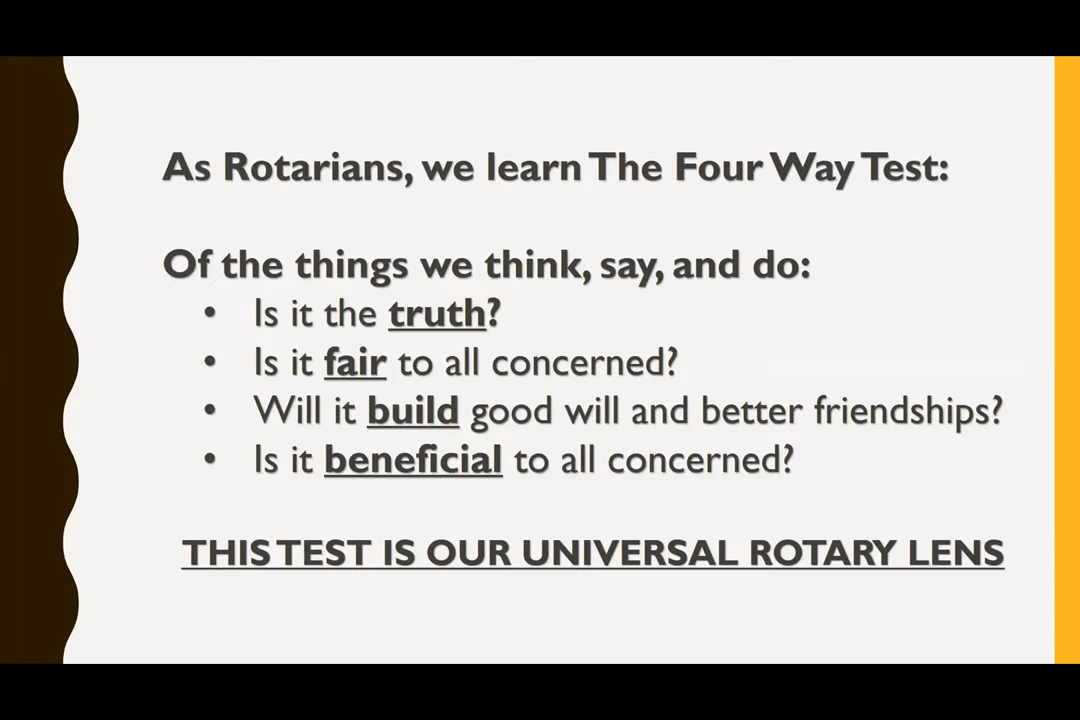 As Rotarians, we learn The Four Way Test:
Of the things we think, say, and do:
• Is it the truth?
• Is it fair to all concerned?
• Will it build good will and better friendships?
• Is it beneficial to all concerned?
THIS TEST IS OUR UNIVERSAL ROTARY LENS